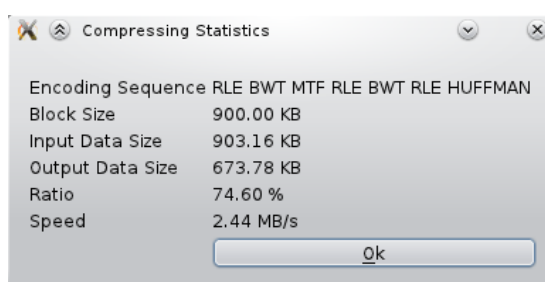 Compressing Statistics
Encoding Sequence RLE BWT MTF RLE BWT RLE HUFFMAN
Block Size 900.00 KB
Input Data Size 903.16 KB
Output Data Size 673.78 KB
Ratio 74.60 %
Speed 2.44 MB/s
Ok